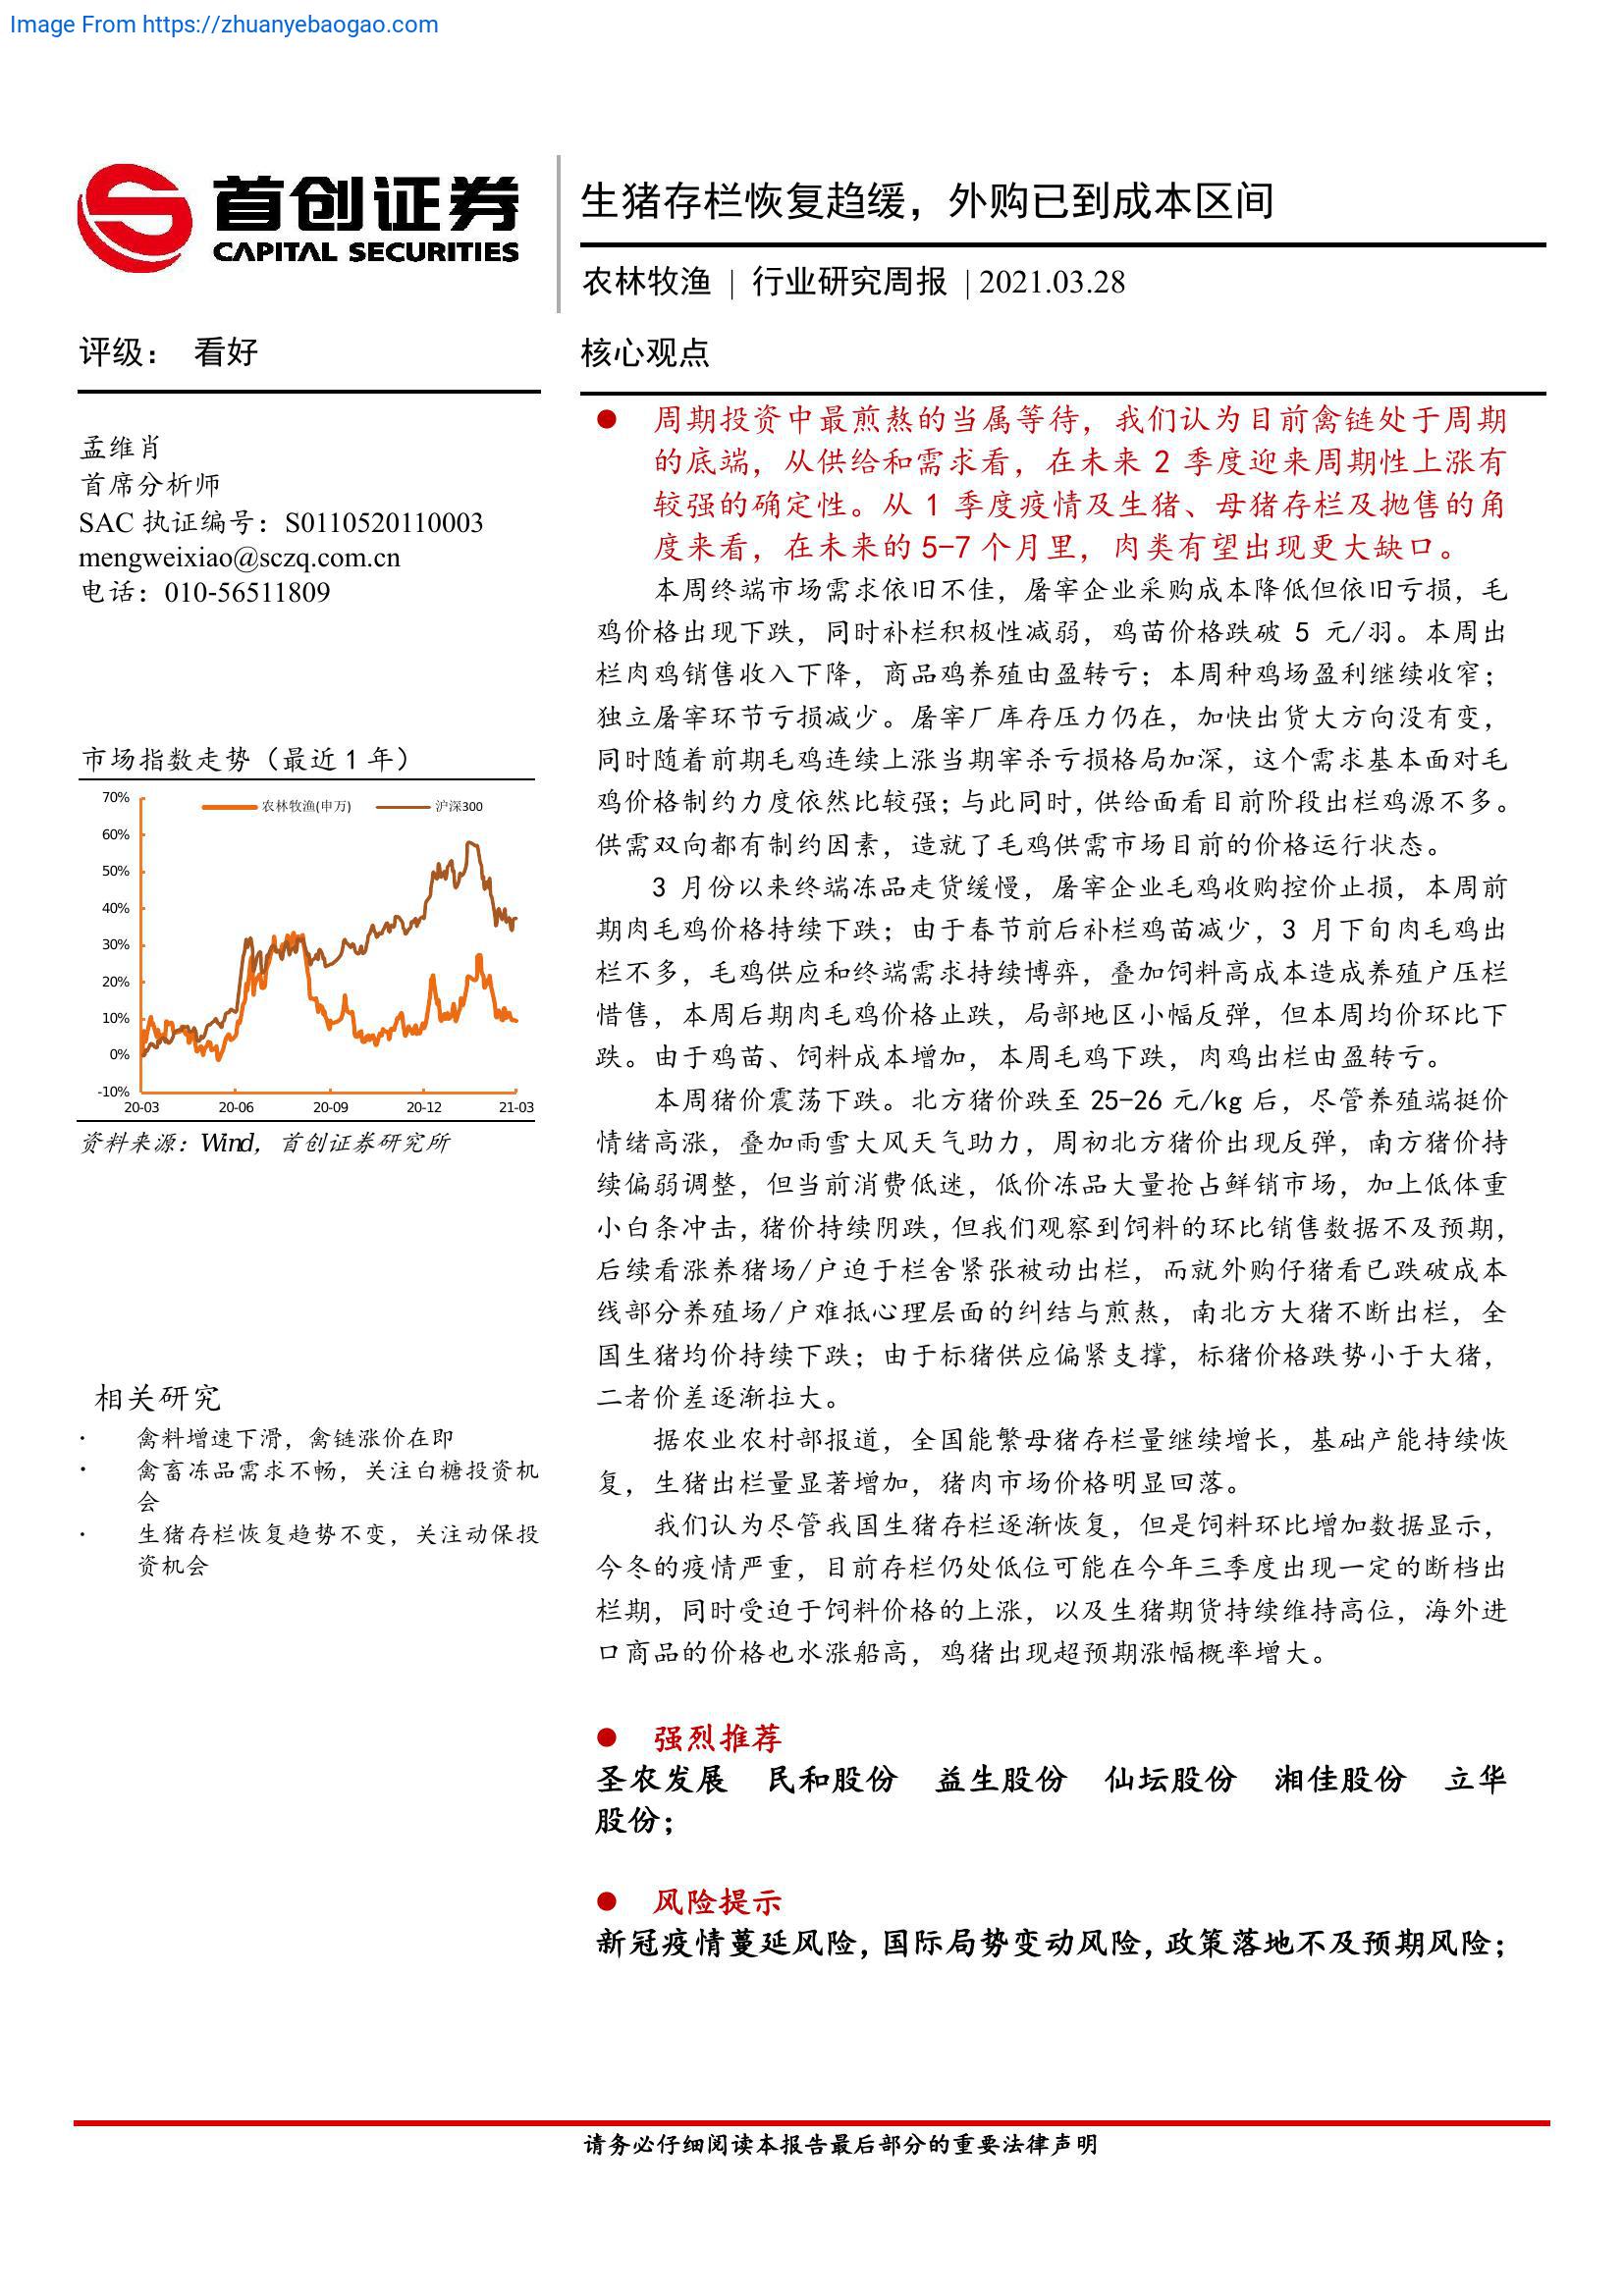 Image From https://zhuanyebaogao.com
首创证券
CAPITAL SECURITIES
生猪存栏恢复趋缓，外购已到成本区间
农林牧渔 | 行业研究周报 | 2021.03.28
评级： 看好
孟维肖
首席分析师
SAC 执证编号：S0110520110003
mengweixiao@sczq.com.cn
电话：010-56511809
市场指数走势（最近 1 年）
农林牧渔(申万) 沪深300
70%
60%
50%
40%
30%
20%
10%
0%
-10%
20-03 20-06 20-09 20-12 21-03
资料来源：Wind，首创证券研究所
相关研究
· 禽料增速下滑，禽链涨价在即
· 禽畜冻品需求不畅，关注白糖投资机
会
· 生猪存栏恢复趋势不变，关注动保投
资机会
核心观点
● 周期投资中最煎熬的当属等待，我们认为目前禽链处于周期
的底端，从供给和需求看，在未来 2 季度迎来周期性上涨有
较强的确定性。从 1 季度疫情及生猪、母猪存栏及抛售的角
度来看，在未来的 5-7 个月里，肉类有望出现更大缺口。
本周终端市场需求依旧不佳，屠宰企业采购成本降低但依旧亏损，毛
鸡价格出现下跌，同时补栏积极性减弱，鸡苗价格跌破 5 元/羽。本周出
栏肉鸡销售收入下降，商品鸡养殖由盈转亏；本周种鸡场盈利继续收窄；
独立屠宰环节亏损减少。屠宰厂库存压力仍在，加快出货大方向没有变，
同时随着前期毛鸡连续上涨当期宰杀亏损格局加深，这个需求基本面对毛
鸡价格制约力度依然比较强；与此同时，供给面看目前阶段出栏鸡源不多。
供需双向都有制约因素，造就了毛鸡供需市场目前的价格运行状态。
3 月份以来终端冻品走货缓慢，屠宰企业毛鸡收购控价止损，本周前
期肉毛鸡价格持续下跌；由于春节前后补栏鸡苗减少，3 月下旬肉毛鸡出
栏不多，毛鸡供应和终端需求持续博弈，叠加饲料高成本造成养殖户压栏
惜售，本周后期肉毛鸡价格止跌，局部地区小幅反弹，但本周均价环比下
跌。由于鸡苗、饲料成本增加，本周毛鸡下跌，肉鸡出栏由盈转亏。
本周猪价震荡下跌。北方猪价跌至 25-26 元/kg 后，尽管养殖端挺价
情绪高涨，叠加雨雪大风天气助力，周初北方猪价出现反弹，南方猪价持
续偏弱调整，但当前消费低迷，低价冻品大量抢占鲜销市场，加上低体重
小白条冲击，猪价持续阴跌，但我们观察到饲料的环比销售数据不及预期，
后续看涨养猪场/户迫于栏舍紧张被动出栏，而就外购仔猪看已跌破成本
线部分养殖场/户难抵心理层面的纠结与煎熬，南北方大猪不断出栏，全
国生猪均价持续下跌；由于标猪供应偏紧支撑，标猪价格跌势小于大猪，
二者价差逐渐拉大。
据农业农村部报道，全国能繁母猪存栏量继续增长，基础产能持续恢
复，生猪出栏量显著增加，猪肉市场价格明显回落。
我们认为尽管我国生猪存栏逐渐恢复，但是饲料环比增加数据显示，
今冬的疫情严重，目前存栏仍处低位可能在今年三季度出现一定的断档出
栏期，同时受迫于饲料价格的上涨，以及生猪期货持续维持高位，海外进
口商品的价格也水涨船高，鸡猪出现超预期涨幅概率增大。
● 强烈推荐
圣农发展 民和股份 益生股份 仙坛股份 湘佳股份 立华
股份；
● 风险提示
新冠疫情蔓延风险，国际局势变动风险，政策落地不及预期风险；
请务必仔细阅读本报告最后部分的重要法律声明